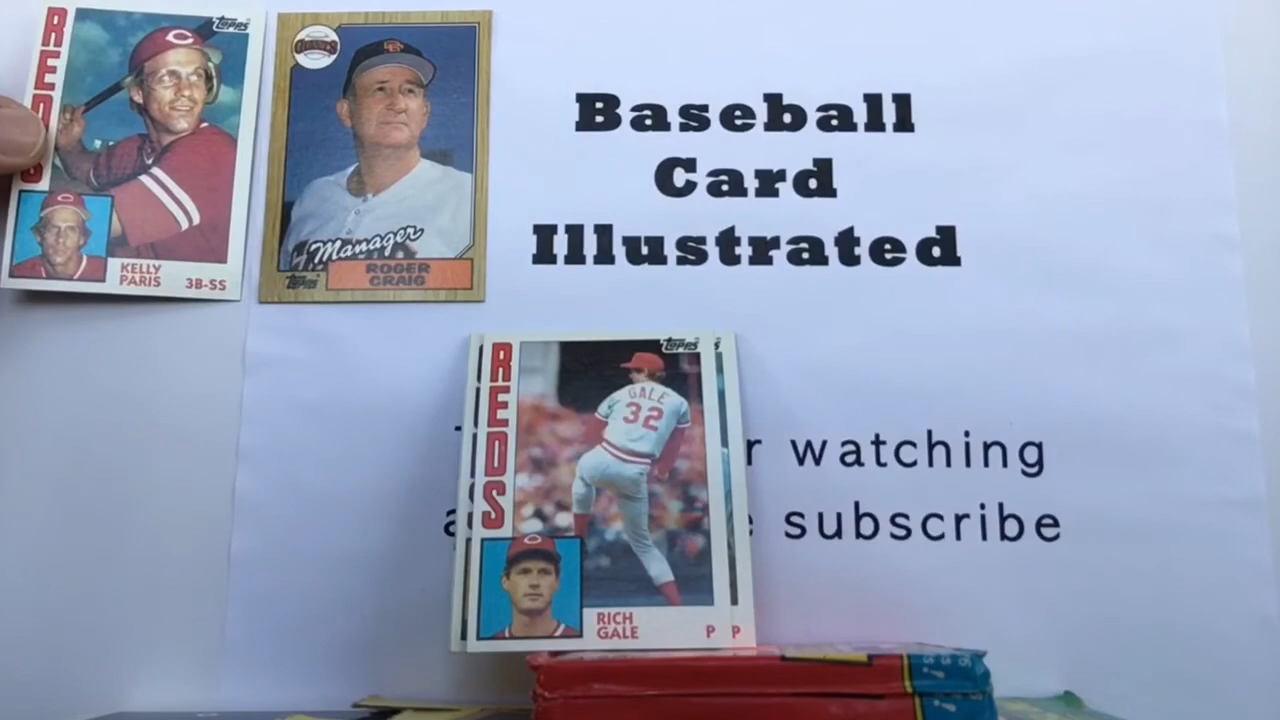 REDS
Topps
KELLY
PARIS
3B-SS
GIANTS
Manager
Topps
ROGER
CRAIG
Baseball
Card
Illustrated
r watching
subscribe
REDS
Topps
GALE
32
RICH
GALE
P
P